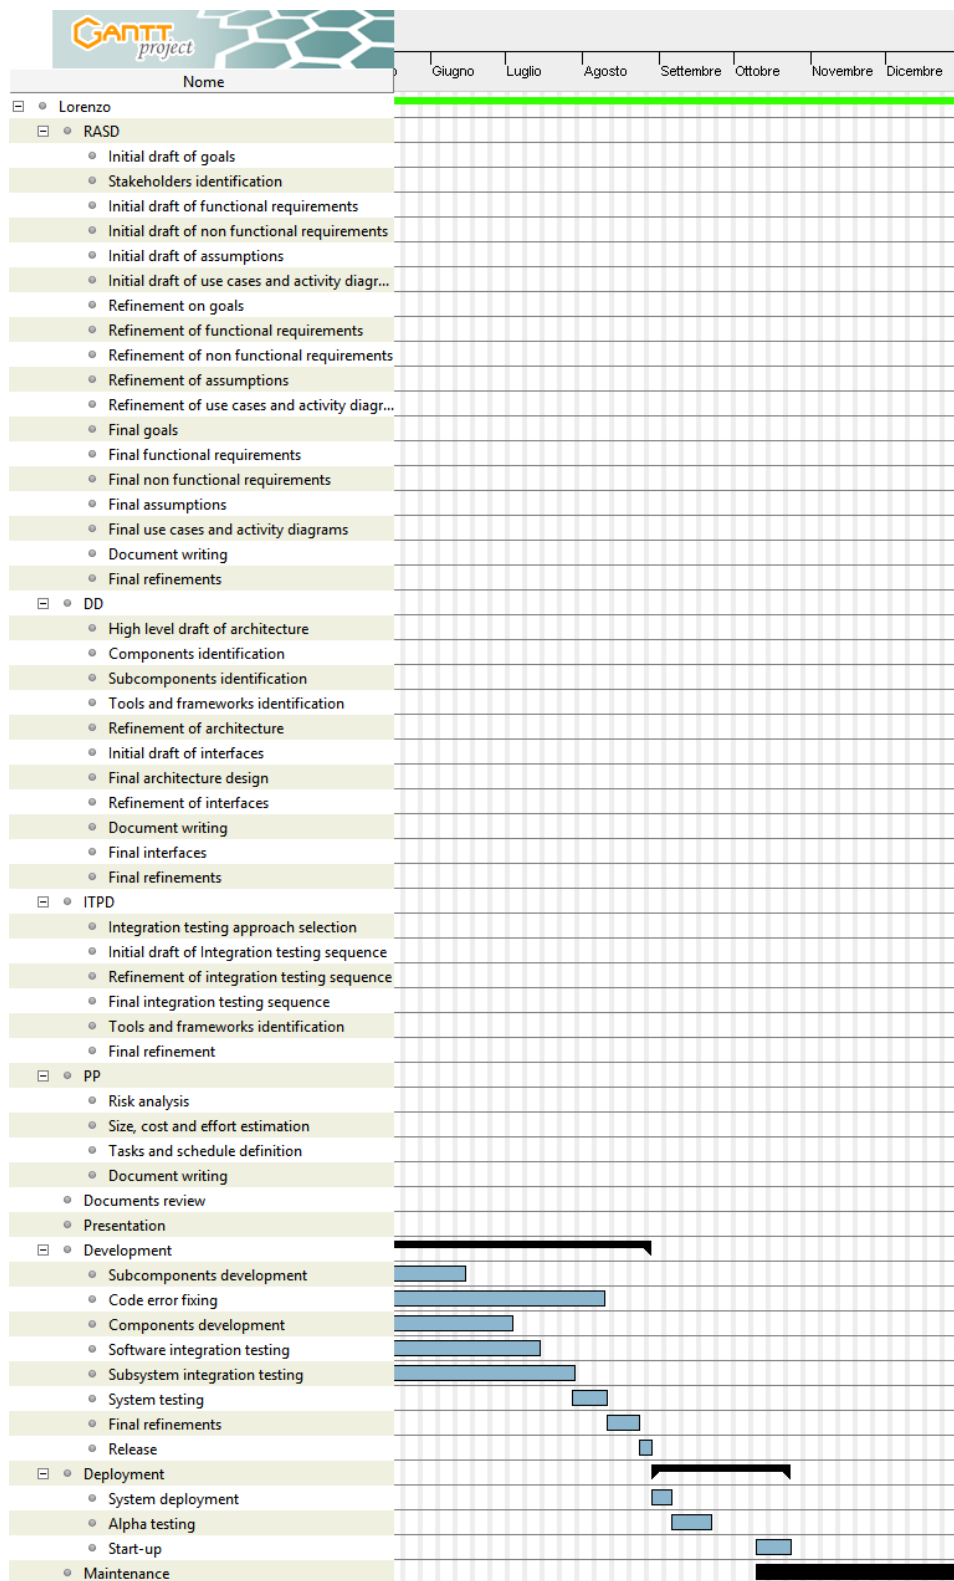 GANTT
project
Nome
Giugno Luglio Agosto Settembre Ottobre Novembre Dicembre
Lorenzo
RASD
Initial draft of goals
Stakeholders identification
Initial draft of functional requirements
Initial draft of non functional requirements
Initial draft of assumptions
Initial draft of use cases and activity diagr...
Refinement on goals
Refinement of functional requirements
Refinement of non functional requirements
Refinement of assumptions
Refinement of use cases and activity diagr...
Final goals
Final functional requirements
Final non functional requirements
Final assumptions
Final use cases and activity diagrams
Document writing
Final refinements
DD
High level draft of architecture
Components identification
Subcomponents identification
Tools and frameworks identification
Refinement of architecture
Initial draft of interfaces
Final architecture design
Refinement of interfaces
Document writing
Final interfaces
Final refinements
ITPD
Integration testing approach selection
Initial draft of Integration testing sequence
Refinement of integration testing sequence
Final integration testing sequence
Tools and frameworks identification
Final refinement
PP
Risk analysis
Size, cost and effort estimation
Tasks and schedule definition
Document writing
Documents review
Presentation
Development
Subcomponents development
Code error fixing
Components development
Software integration testing
Subsystem integration testing
System testing
Final refinements
Release
Deployment
System deployment
Alpha testing
Start-up
Maintenance